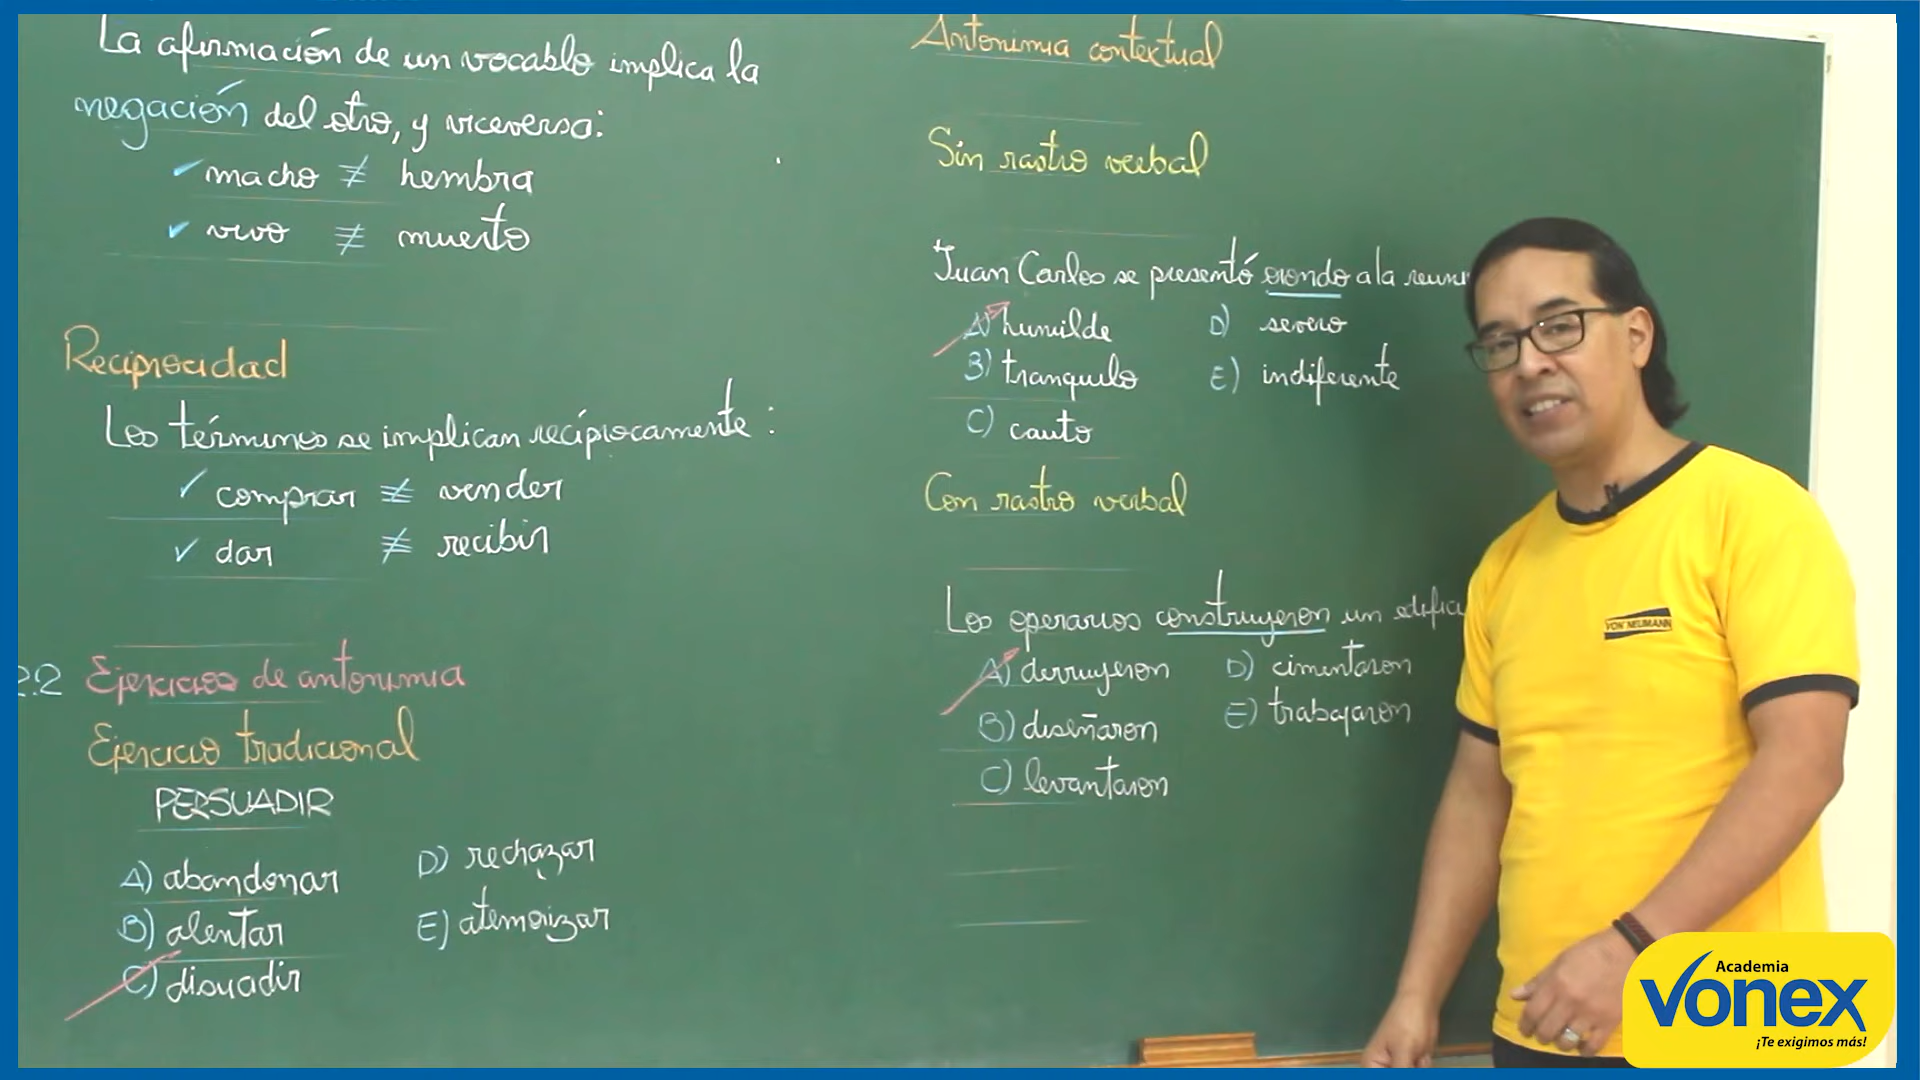 La afirmación de un vocablo implica la
negación del otro, y viceversa:
✓ macho ≢ hembra
✓ vivo ≢ muerto
Reciprocidad
Los términos se implican recíprocamente:
✓ comprar ≢ vender
✓ dar ≢ recibir
2.2 Ejercicios de antonimia
Ejercicio tradicional
PERSUADIR
A) abandonar
B) alentar
C) disuadir
D) rechazar
E) atemorizar
Antonimia contextual
Sin rastro verbal
Juan Carlos se presentó orondo a la
A) humilde
B) tranquilo
C) cauto
D) severo
E) indiferente
Con rastro verbal
Los operarios construyeron un
A) derruyeron
B) diseñaron
C) levantaron
D) cimentaron
E) trabajaron
VON NEUMANN
Academia
vonex
¡Te exigimos más!